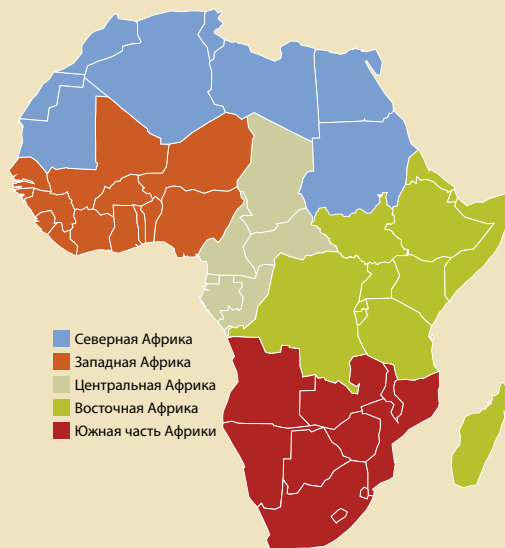 Северная Африка
Западная Африка
Центральная Африка
Восточная Африка
Южная часть Африки